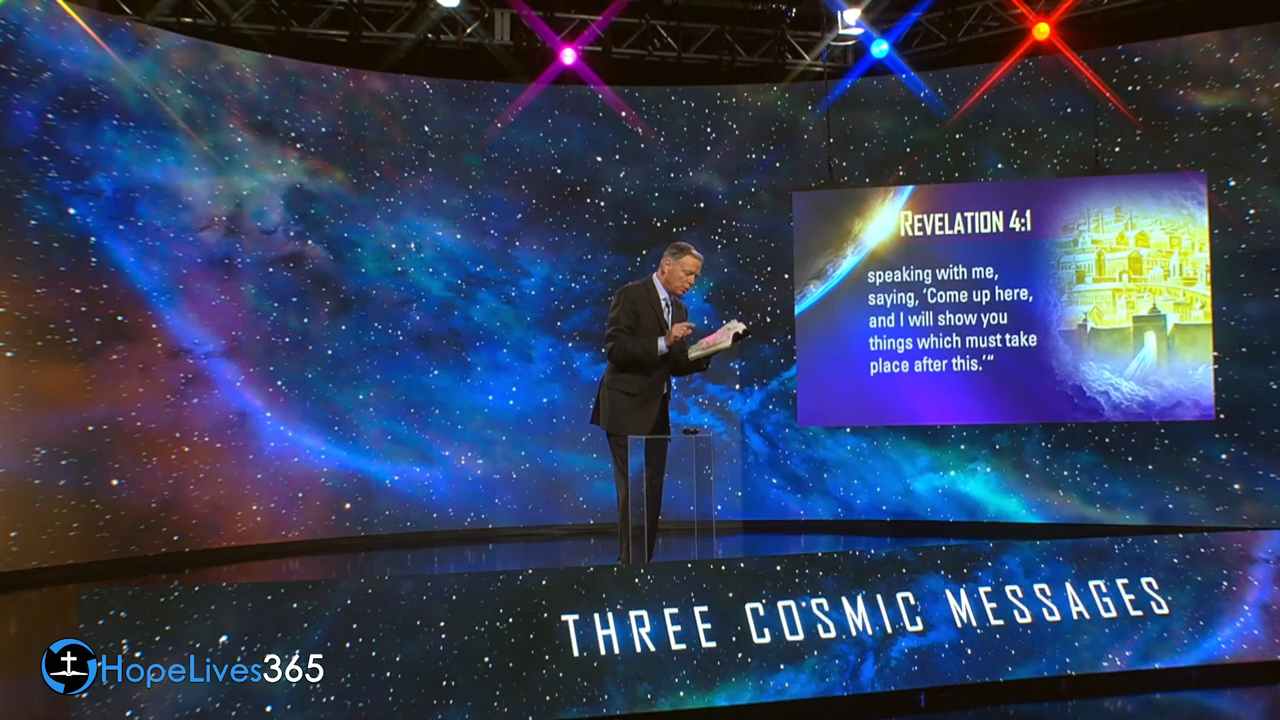 REVELATION 4:1
speaking with me,
saying, ‘Come up here,
and I will show you
things which must take
place after this.’“
THREE COSMIC MESSAGES
HopeLives365